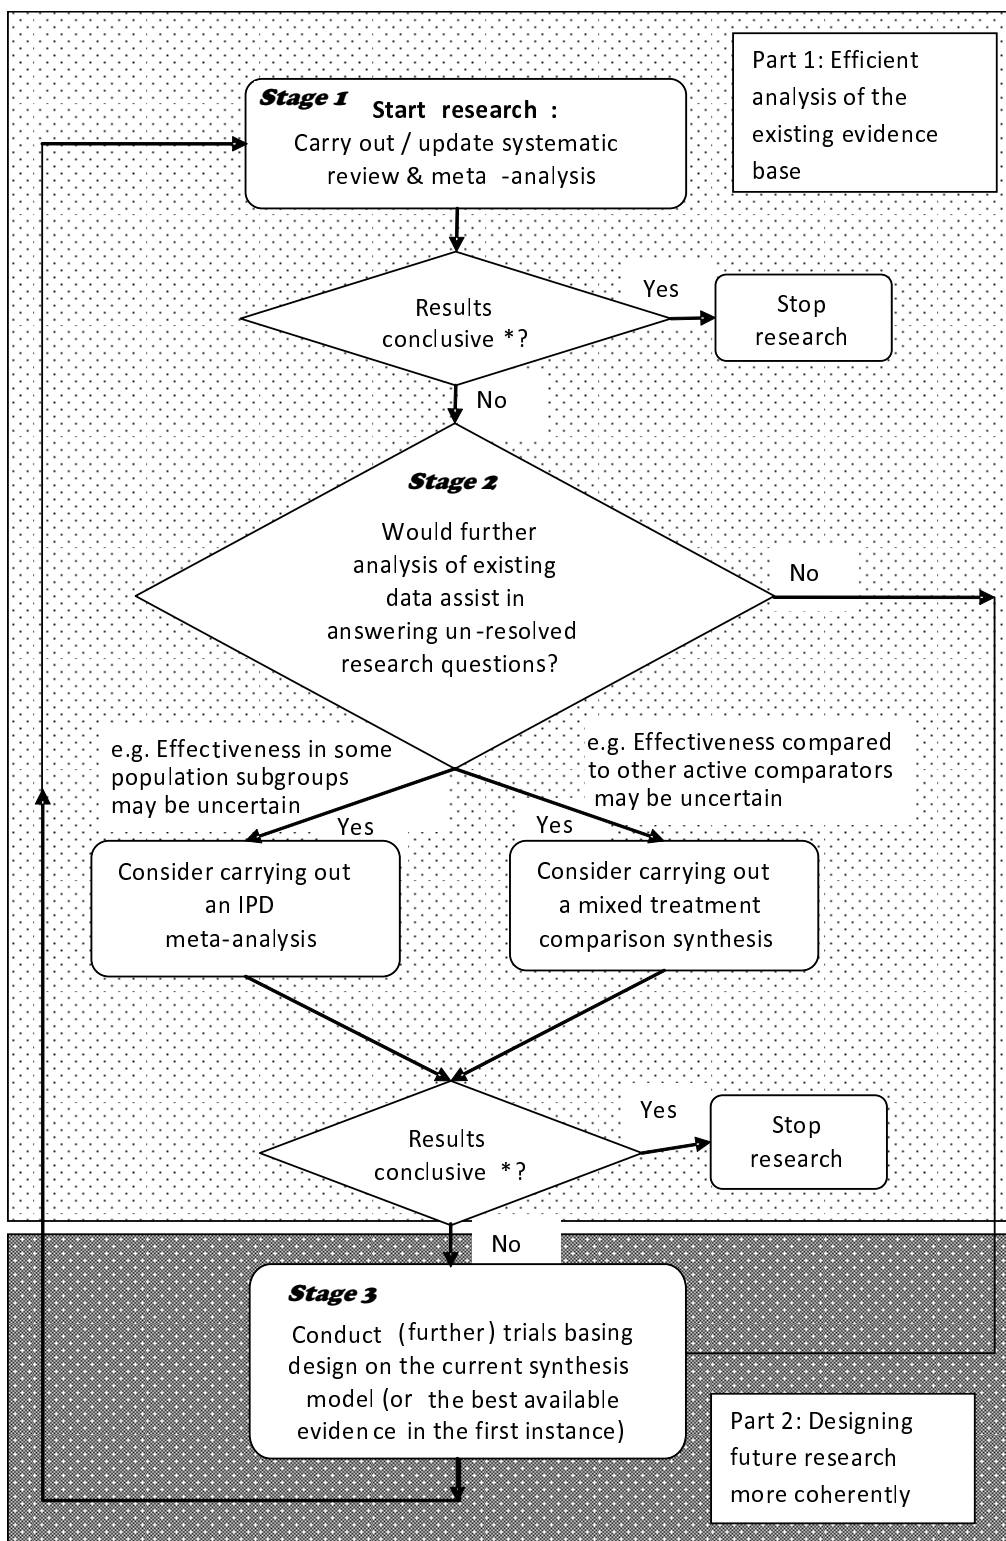 Part 1: Efficient
analysis of the
existing evidence
base
Stage 1 Start research :
Carry out / update systematic
review & meta -analysis
Results
conclusive *?
Yes
Stop
research
No
Stage 2
Would further
analysis of existing
data assist in
answering un-resolved
research questions?
No
e.g. Effectiveness in some
population subgroups
may be uncertain
e.g. Effectiveness compared
to other active comparators
may be uncertain
Yes
Yes
Consider carrying out
an IPD
meta-analysis
Consider carrying out
a mixed treatment
comparison synthesis
Results
conclusive *?
Yes
Stop
research
No
Stage 3
Conduct (further) trials basing
design on the current synthesis
model (or the best available
evidence in the first instance)
Part 2: Designing
future research
more coherently